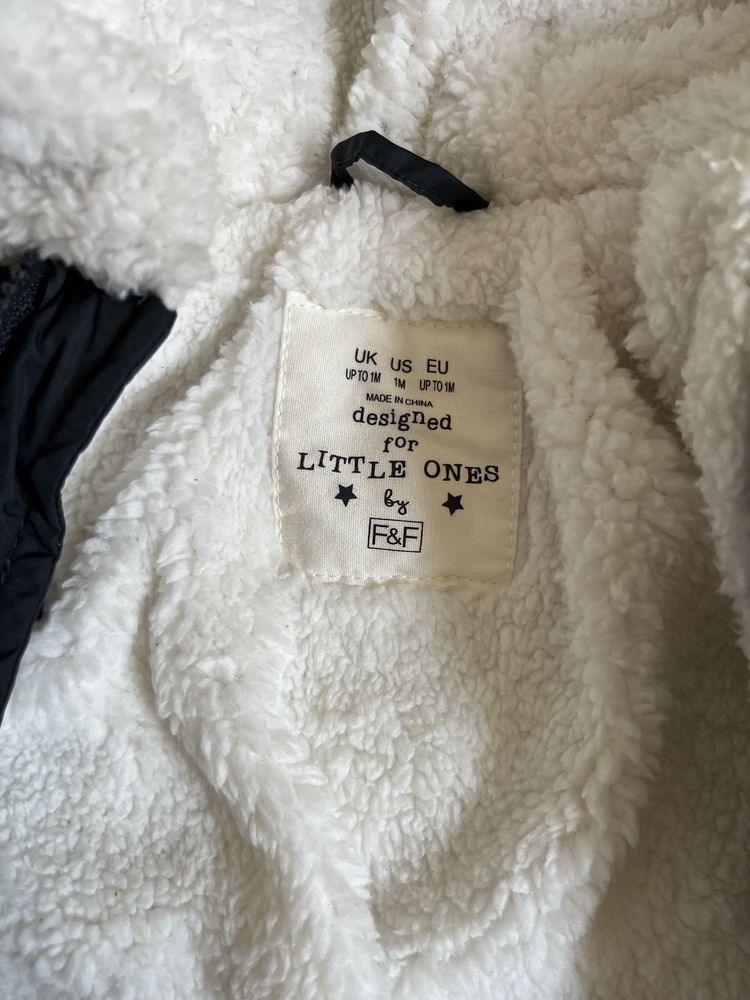 UK US EU
UP TO 1M 1M UP TO 1M
MADE IN CHINA
designed
for
LITTLE ONES
by
F&F